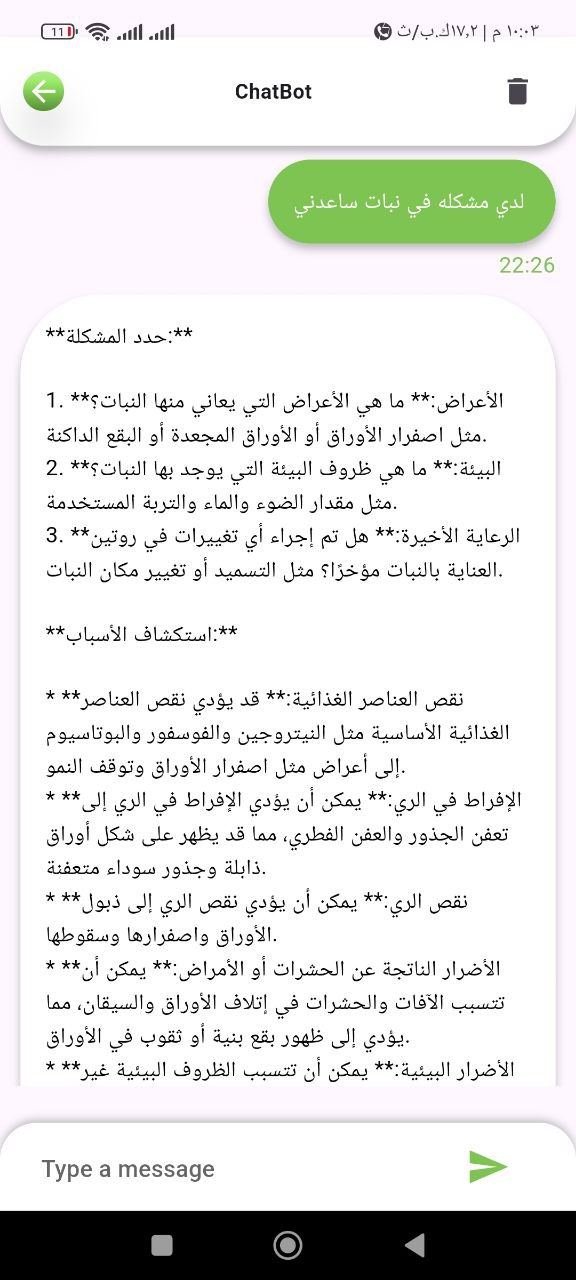 ١٠:٠٣ م | ١٧,٢ك.ب/ث
١١
ChatBot
لدي مشكله في نبات ساعدني
22:26
**حدد المشكلة:**
1. **الأعراض:** ما هي الأعراض التي يعاني منها النبات؟
مثل اصفرار الأوراق أو الأوراق المجعدة أو البقع الداكنة.
2. **البيئة:** ما هي ظروف البيئة التي يوجد بها النبات؟
مثل مقدار الضوء والماء والتربة المستخدمة.
3. **الرعاية الأخيرة:** هل تم إجراء أي تغييرات في روتين
العناية بالنبات مؤخرًا؟ مثل التسميد أو تغيير مكان النبات.
**استكشاف الأسباب:**
* **نقص العناصر الغذائية:** قد يؤدي نقص العناصر
الغذائية الأساسية مثل النيتروجين والفوسفور والبوتاسيوم
إلى أعراض مثل اصفرار الأوراق وتوقف النمو.
* **الإفراط في الري:** يمكن أن يؤدي الإفراط في الري إلى
تعفن الجذور والعفن الفطري، مما قد يظهر على شكل أوراق
ذابلة وجذور سوداء متعفنة.
* **نقص الري:** يمكن أن يؤدي نقص الري إلى ذبول
الأوراق واصفرارها وسقوطها.
* **الأضرار الناتجة عن الحشرات أو الأمراض:** يمكن أن
تتسبب الآفات والحشرات في إتلاف الأوراق والسيقان، مما
يؤدي إلى ظهور بقع بنية أو ثقوب في الأوراق.
* **الأضرار البيئية:** يمكن أن تتسبب الظروف البيئية غير
Type a message